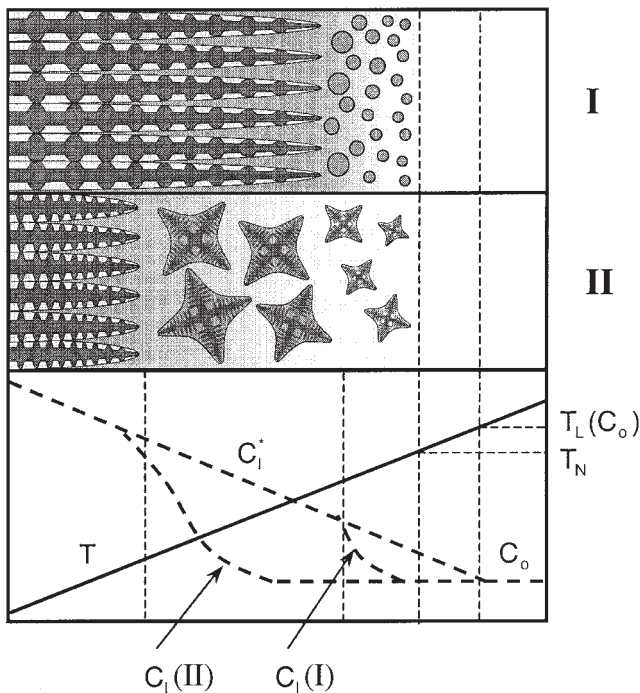 I
II
T_L(C_o)
T_N
C_l^*
T
C_o
C_l(II)
C_l(I)